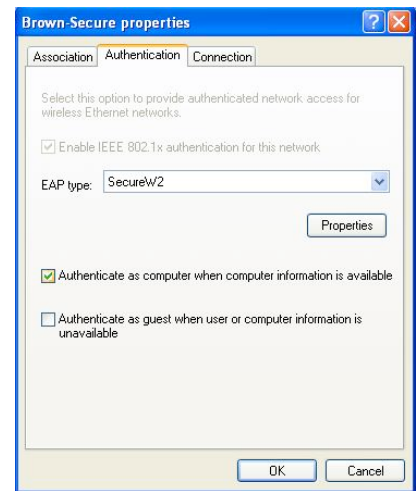 Brown-Secure properties
Association
Authentication
Connection
Select this option to provide authenticated network access for
wireless Ethernet networks.
Enable IEEE 802.1x authentication for this network
EAP type:
SecureW2
Properties
Authenticate as computer when computer information is available
Authenticate as guest when user or computer information is
unavailable
OK
Cancel